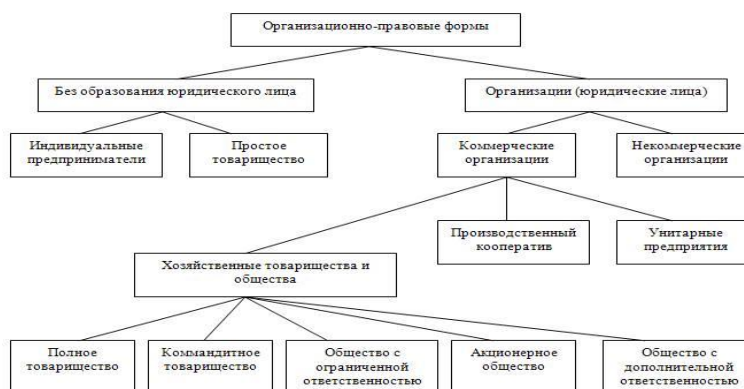 Организационно-правовые формы
Без образования юридического лица
Организации (юридические лица)
Индивидуальные
предприниматели
Простое
товарищество
Коммерческие
организации
Некоммерческие
организации
Производственный
кооператив
Унитарные
предприятия
Хозяйственные товарищества и
общества
Полное
товарищество
Коммандитное
товарищество
Общество с
ограниченной
ответственностью
Акционерное
общество
Общество с
дополнительной
ответственностью